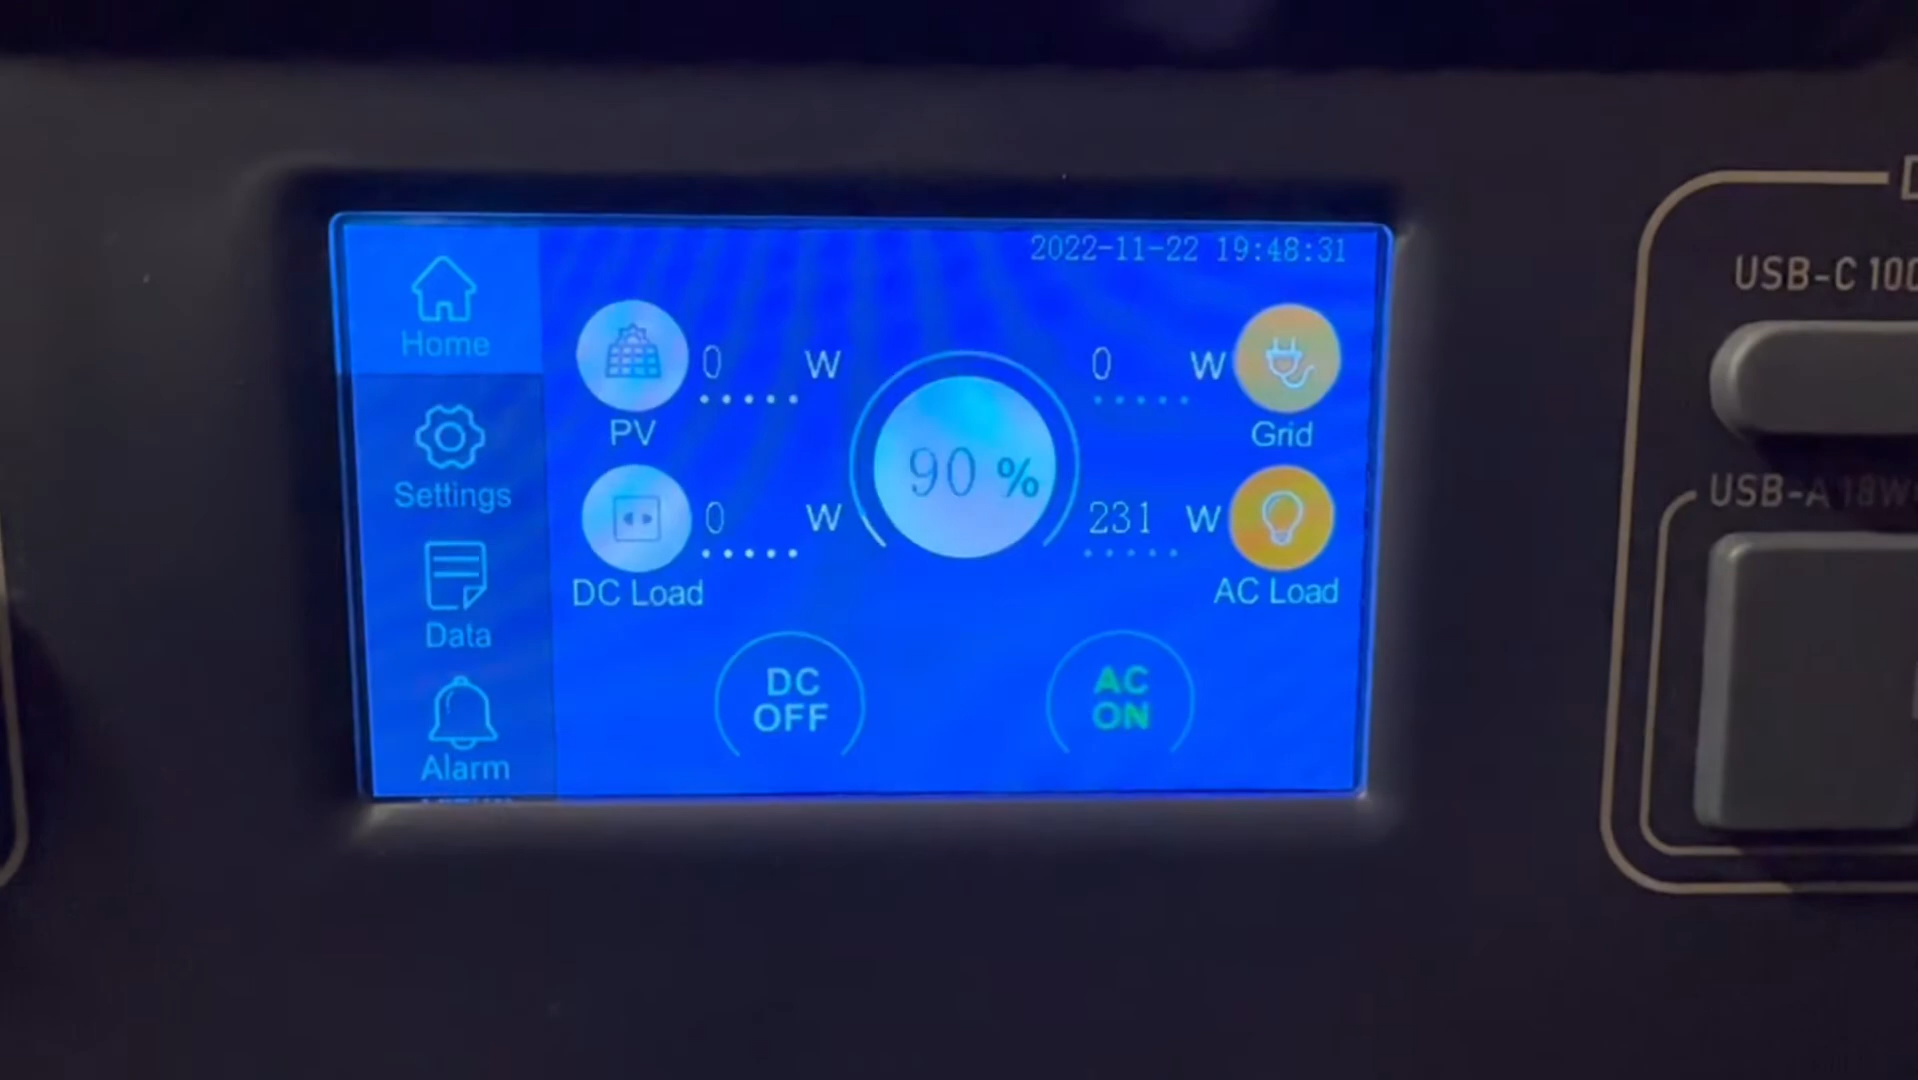 2022-11-22 19:48:31
Home
0 W
PV
0 W
Grid
90 %
Settings
0 W
DC Load
231 W
AC Load
Data
DC
OFF
AC
ON
Alarm
USB-C
USB-A 18W